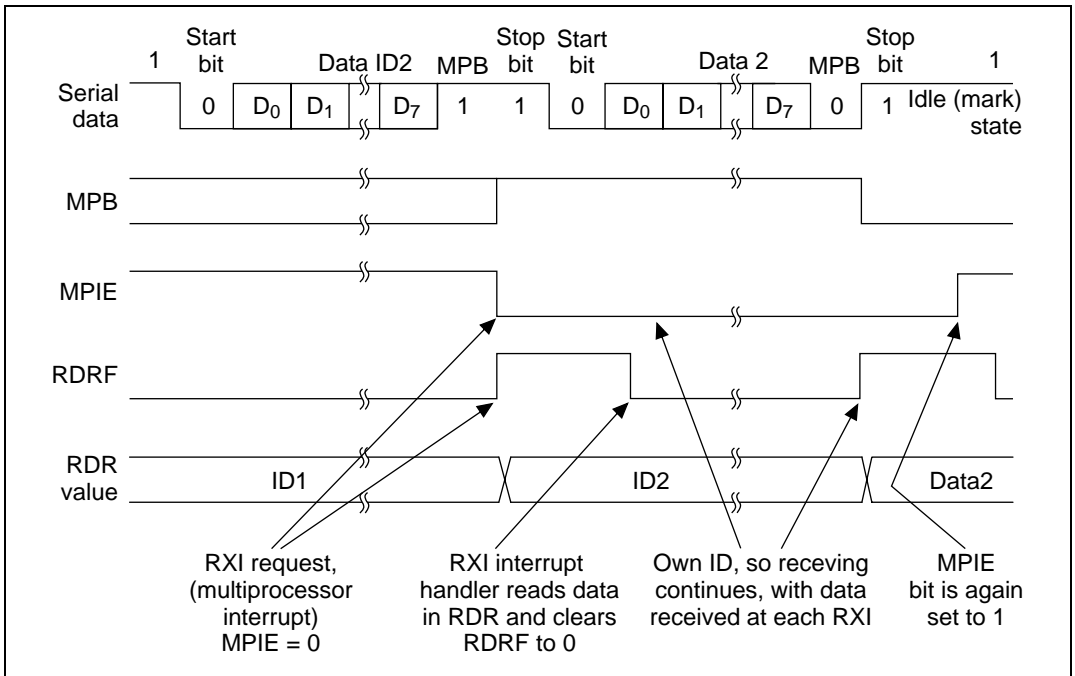 1 Start bit Data ID2 MPB Stop bit Start bit Data 2 MPB Stop bit 1
Serial data 0 D0 D1 D7 1 1 0 D0 D1 D7 0 1 Idle (mark) state
MPB
MPIE
RDRF
RDR value ID1 ID2 Data2
RXI request,
(multiprocessor
interrupt)
MPIE = 0
RXI interrupt
handler reads data
in RDR and clears
RDRF to 0
Own ID, so receving
continues, with data
received at each RXI
MPIE
bit is again
set to 1